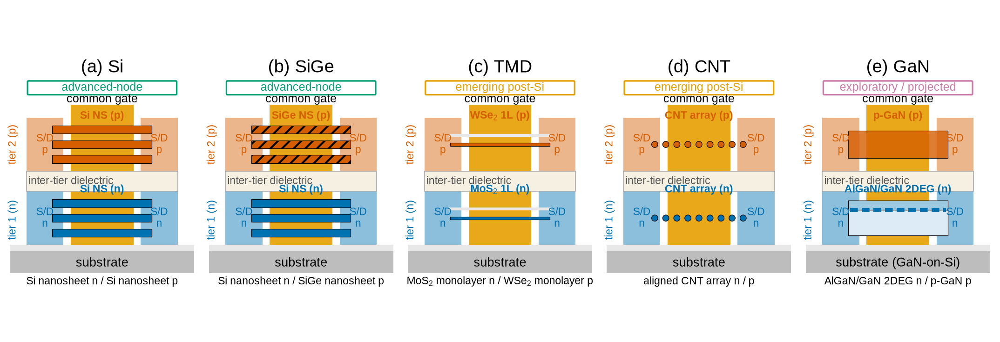 (a) Si
advanced-node
common gate
Si NS (p)
tier 2 (p)
S/D
p
S/D
p
inter-tier dielectric
Si NS (n)
tier 1 (n)
S/D
n
S/D
n
substrate
Si nanosheet n / Si nanosheet p
(b) SiGe
advanced-node
common gate
SiGe NS (p)
tier 2 (p)
S/D
p
S/D
p
inter-tier dielectric
Si NS (n)
tier 1 (n)
S/D
n
S/D
n
substrate
Si nanosheet n / SiGe nanosheet p
(c) TMD
emerging post-Si
common gate
WSe₂ 1L (p)
tier 2 (p)
S/D
p
S/D
p
inter-tier dielectric
MoS₂ 1L (n)
tier 1 (n)
S/D
n
S/D
n
substrate
MoS₂ monolayer n / WSe₂ monolayer p
(d) CNT
emerging post-Si
common gate
CNT array (p)
tier 2 (p)
S/D
p
S/D
p
inter-tier dielectric
CNT array (n)
tier 1 (n)
S/D
n
S/D
n
substrate
aligned CNT array n / p
(e) GaN
exploratory / projected
common gate
p-GaN (p)
tier 2 (p)
S/D
p
S/D
p
inter-tier dielectric
AlGaN/GaN 2DEG (n)
tier 1 (n)
S/D
n
S/D
n
substrate (GaN-on-Si)
AlGaN/GaN 2DEG n / p-GaN p